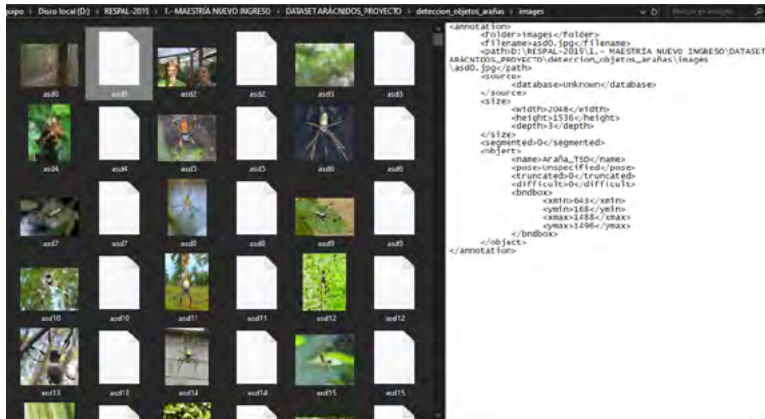 Disco local (D:) › RESPAL-2015 › 1.- MAESTRÍA NUEVO INGRESO › DATASET ARÁCNIDOS_PROYECTO › deteccion_objetos_arañas › images
asd0 asd0 asd2 asd2 asd3 asd3
asd4 asd4 asd5 asd5 asd6 asd6
asd7 asd7 asd8 asd8 asd9 asd9
asd10 asd10 asd11 asd11 asd12 asd12
asd13 asd13 asd14 asd14 asd15 asd15
<annotation>
<folder>images</folder>
<filename>asd0.jpg</filename>
<path>D:\RESPAL-2015\1.- MAESTRÍA NUEVO INGRESO\DATASET
ARÁCNIDOS_PROYECTO\deteccion_objetos_arañas\images
\asd0.jpg</path>
<source>
<database>Unknown</database>
</source>
<size>
<width>2048</width>
<height>1536</height>
<depth>3</depth>
</size>
<segmented>0</segmented>
<object>
<name>Araña_TSD</name>
<pose>Unspecified</pose>
<truncated>0</truncated>
<difficult>0</difficult>
<bndbox>
<xmin>643</xmin>
<ymin>168</ymin>
<xmax>1488</xmax>
<ymax>1496</ymax>
</bndbox>
</object>
</annotation>